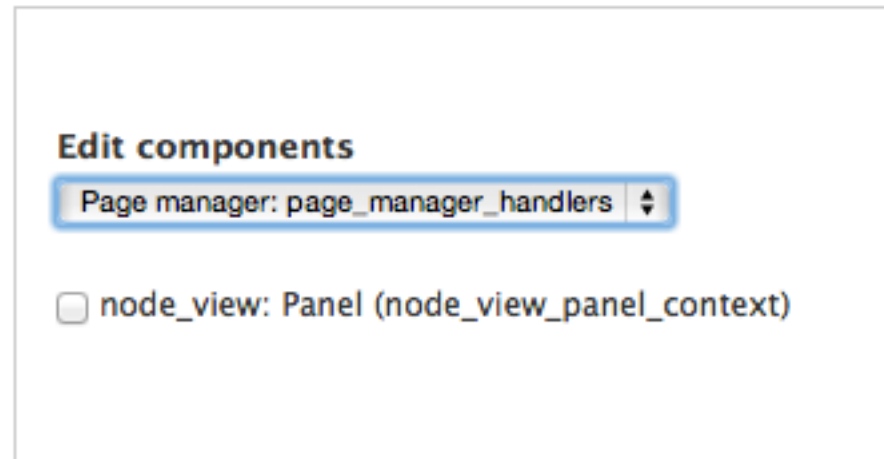 Edit components
Page manager: page_manager_handlers
node_view: Panel (node_view_panel_context)